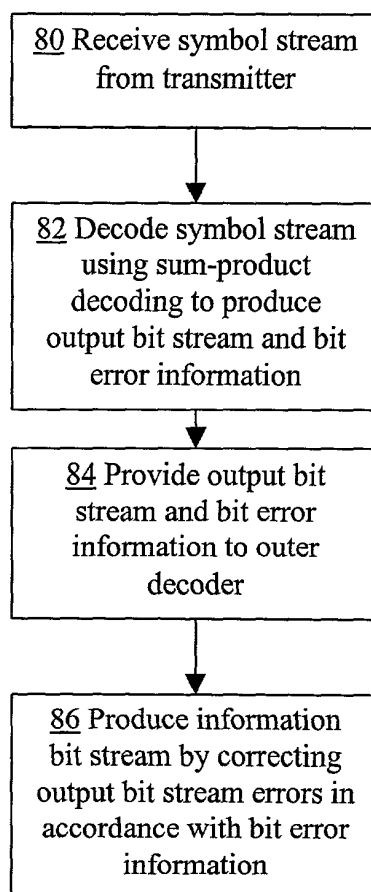 80 Receive symbol stream
from transmitter
82 Decode symbol stream
using sum-product
decoding to produce
output bit stream and bit
error information
84 Provide output bit
stream and bit error
information to outer
decoder
86 Produce information
bit stream by correcting
output bit stream errors in
accordance with bit error
information